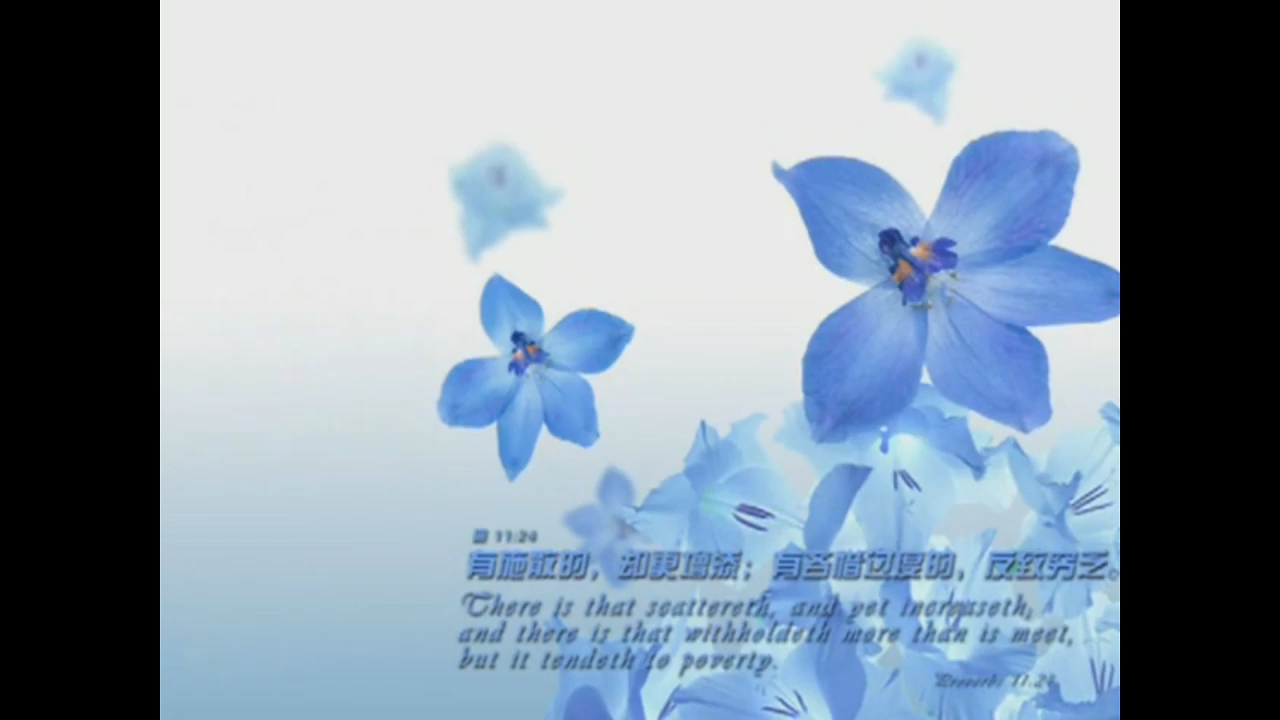 箴 11:24
有施散的，却更增添；有吝惜过度的，反致穷乏。
There is that scattereth, and yet increaseth;
and there is that withholdeth more than is meet,
but it tendeth to poverty.
Proverbs 11:24